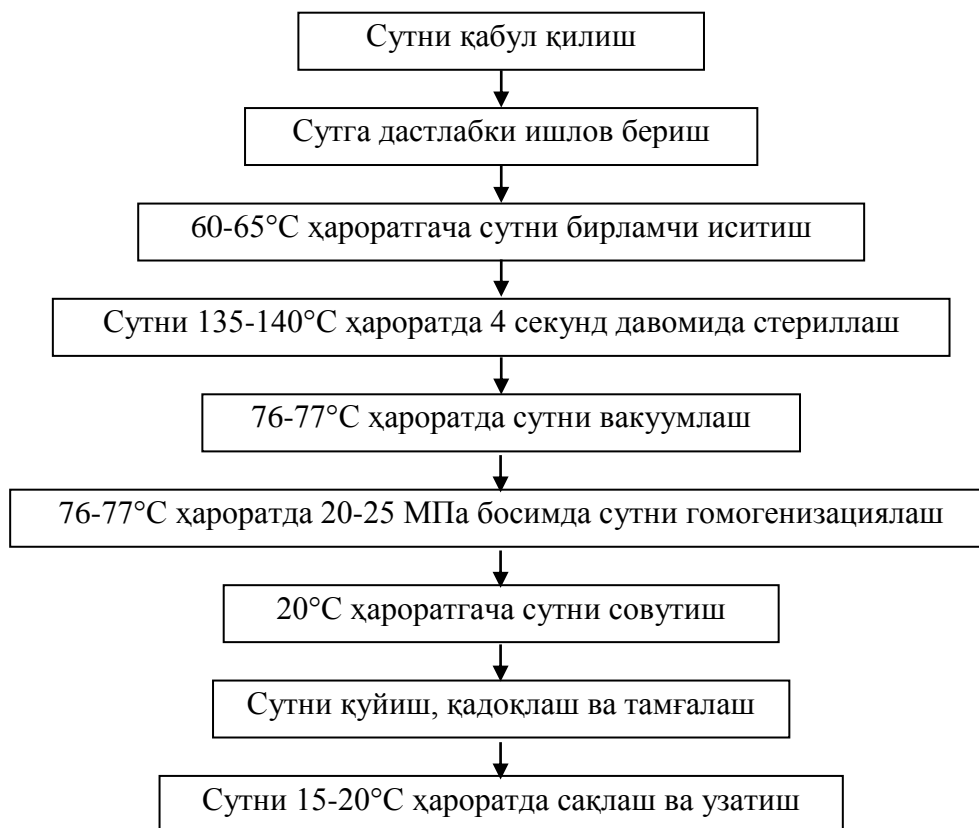 Сутни қабул қилиш
Сутга дастлабки ишлов бериш
60-65°С ҳароратгача сутни бирламчи иситиш
Сутни 135-140°С ҳароратда 4 секунд давомида стериллаш
76-77°С ҳароратда сутни вакуумлаш
76-77°С ҳароратда 20-25 МПа босимда сутни гомогенизациялаш
20°С ҳароратгача сутни совутиш
Сутни қуйиш, қадоқлаш ва тамғалаш
Сутни 15-20°С ҳароратда сақлаш ва узатиш